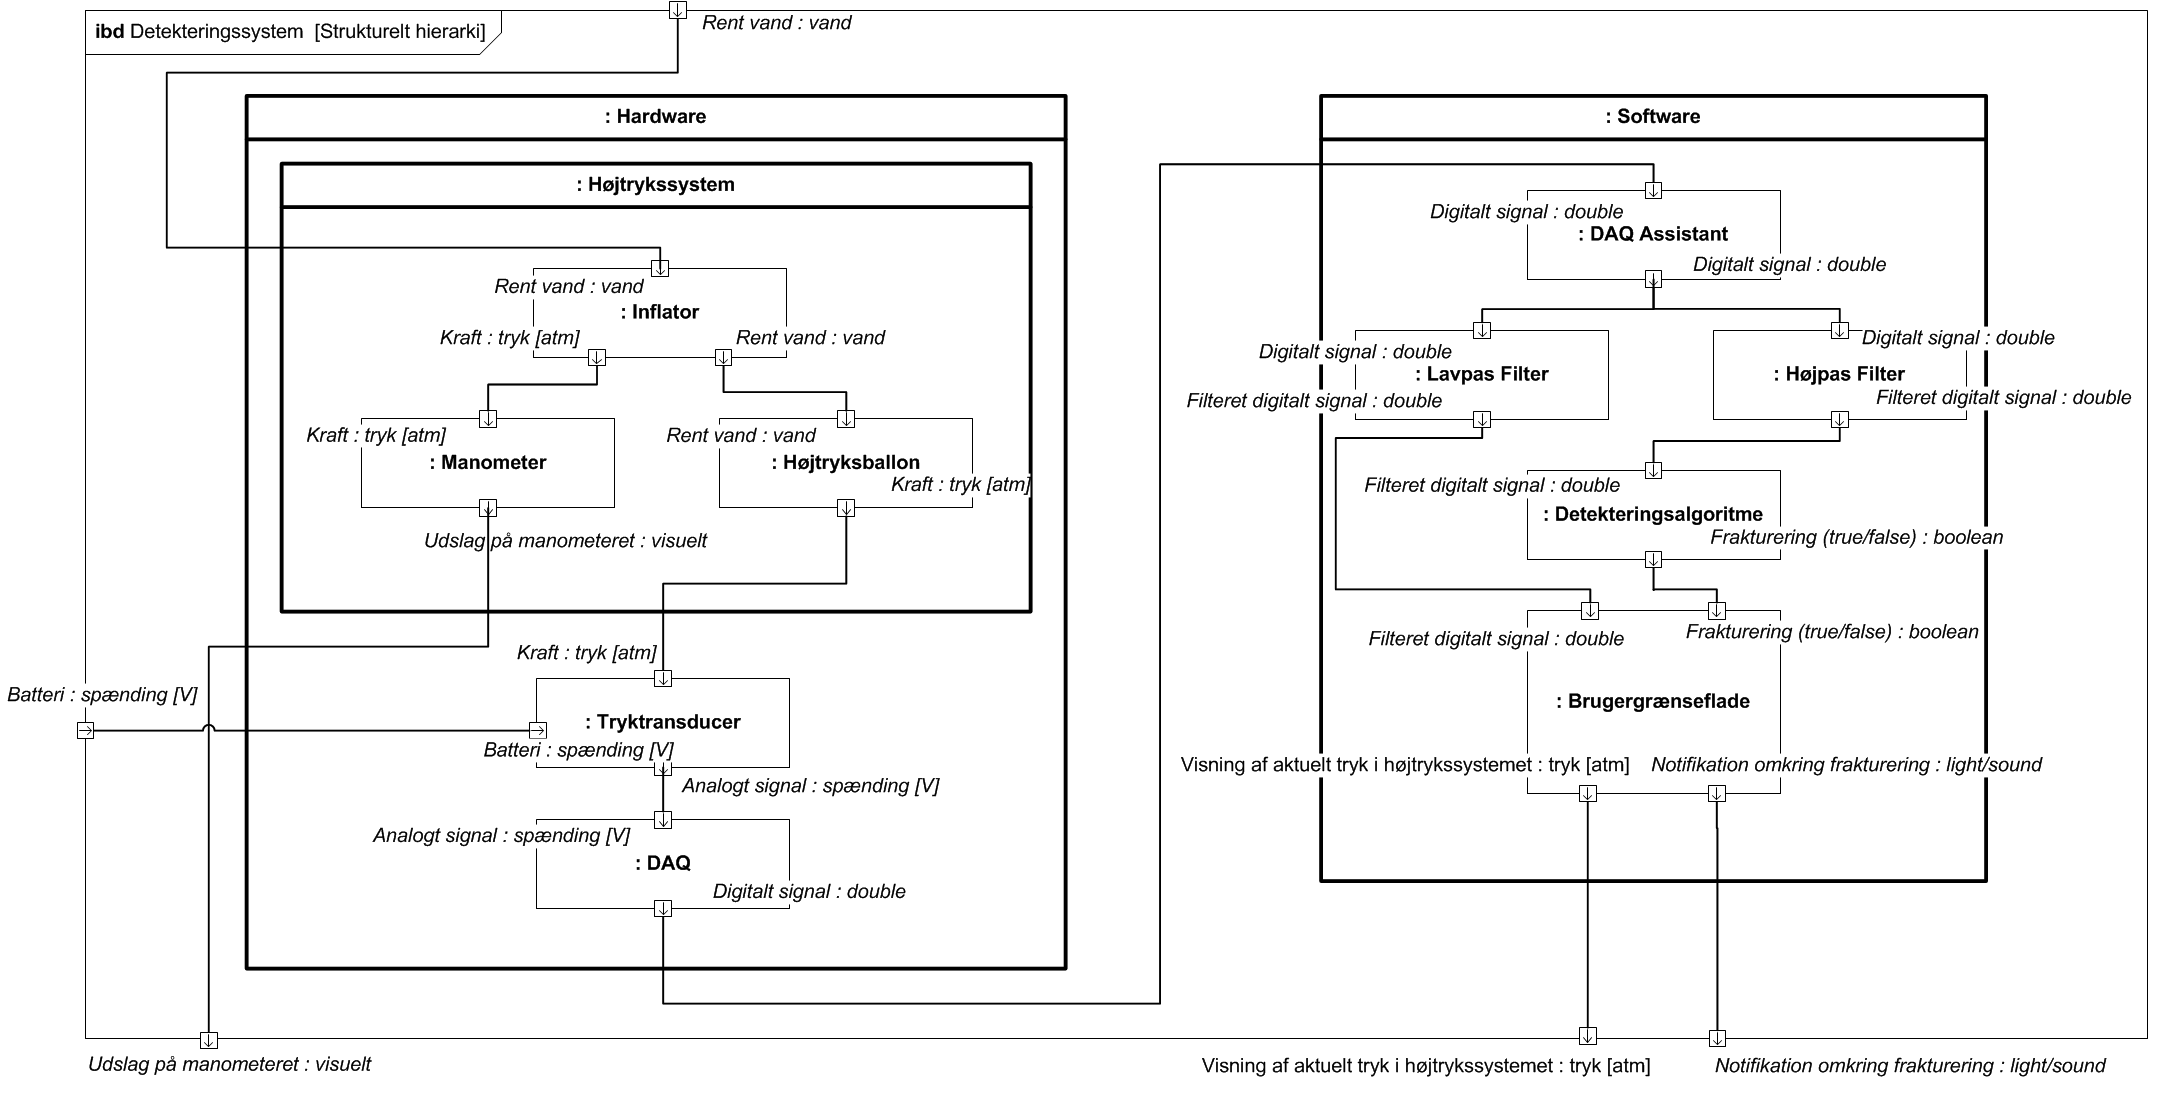 Rent vand : vand
ibd Detekteringssystem [Strukturelt hierarki]
: Hardware
: Højtrykssystem
Rent vand : vand
: Inflator
Kraft : tryk [atm]
Rent vand : vand
Kraft : tryk [atm]
: Manometer
Udslag på manometeret : visuelt
Rent vand : vand
: Højtryksballon
Kraft : tryk [atm]
Kraft : tryk [atm]
Batteri : spænding [V]
: Tryktransducer
Batteri : spænding [V]
Analogt signal : spænding [V]
Analogt signal : spænding [V]
: DAQ
Digitalt signal : double
: Software
Digitalt signal : double
: DAQ Assistant
Digitalt signal : double
Digitalt signal : double
: Lavpas Filter
Filteret digitalt signal : double
Digitalt signal : double
: Højpas Filter
Filteret digitalt signal : double
Filteret digitalt signal : double
: Detekteringsalgoritme
Frakturering (true/false) : boolean
Filteret digitalt signal : double
Frakturering (true/false) : boolean
: Brugergrænseflade
Visning af aktuelt tryk i højtrykssystemet : tryk [atm]
Notifikation omkring frakturering : light/sound
Udslag på manometeret : visuelt
Visning af aktuelt tryk i højtrykssystemet : tryk [atm]
Notifikation omkring frakturering : light/sound